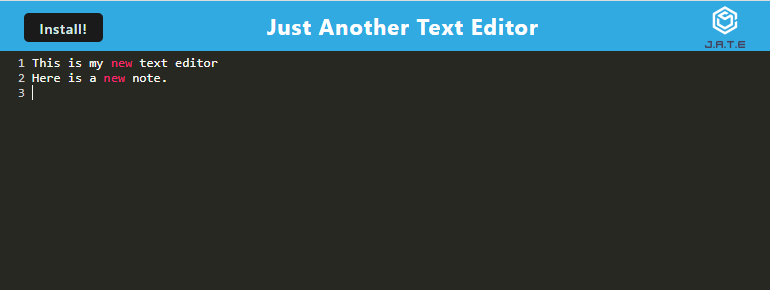 Install!
Just Another Text Editor
J.A.T.E
1 This is my new text editor
2 Here is a new note.
3